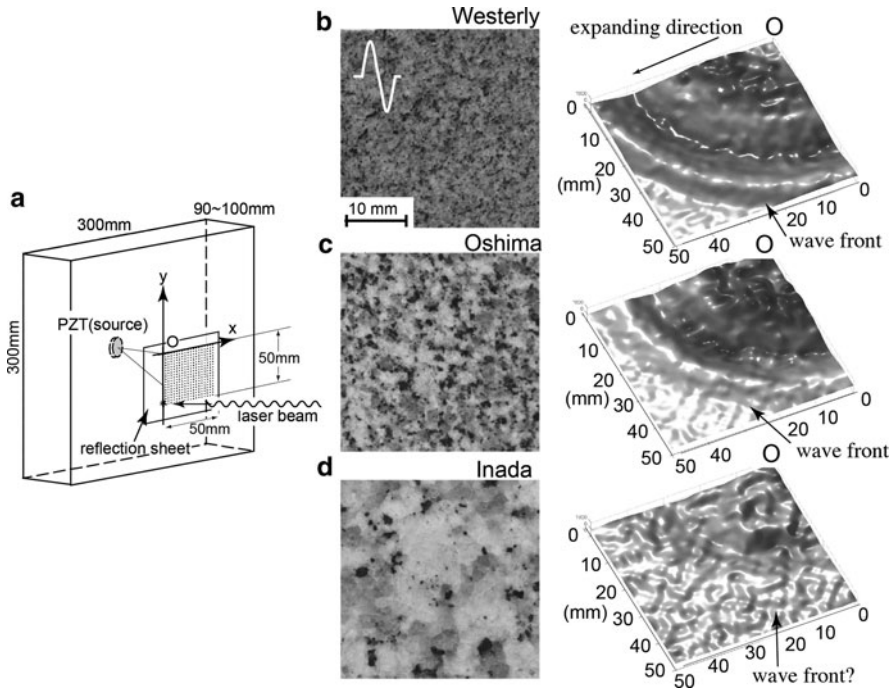 a
300mm
90~100mm
300mm
PZT(source)
y
O
x
50mm
50mm
laser beam
reflection sheet
b
Westerly
10 mm
expanding direction
O
0
10
20
(mm)
30
40
50
50
40
30
20
10
0
wave front
c
Oshima
O
0
10
20
(mm)
30
40
50
50
40
30
20
10
0
wave front
d
Inada
O
0
10
20
(mm)
30
40
50
50
40
30
20
10
0
wave front?